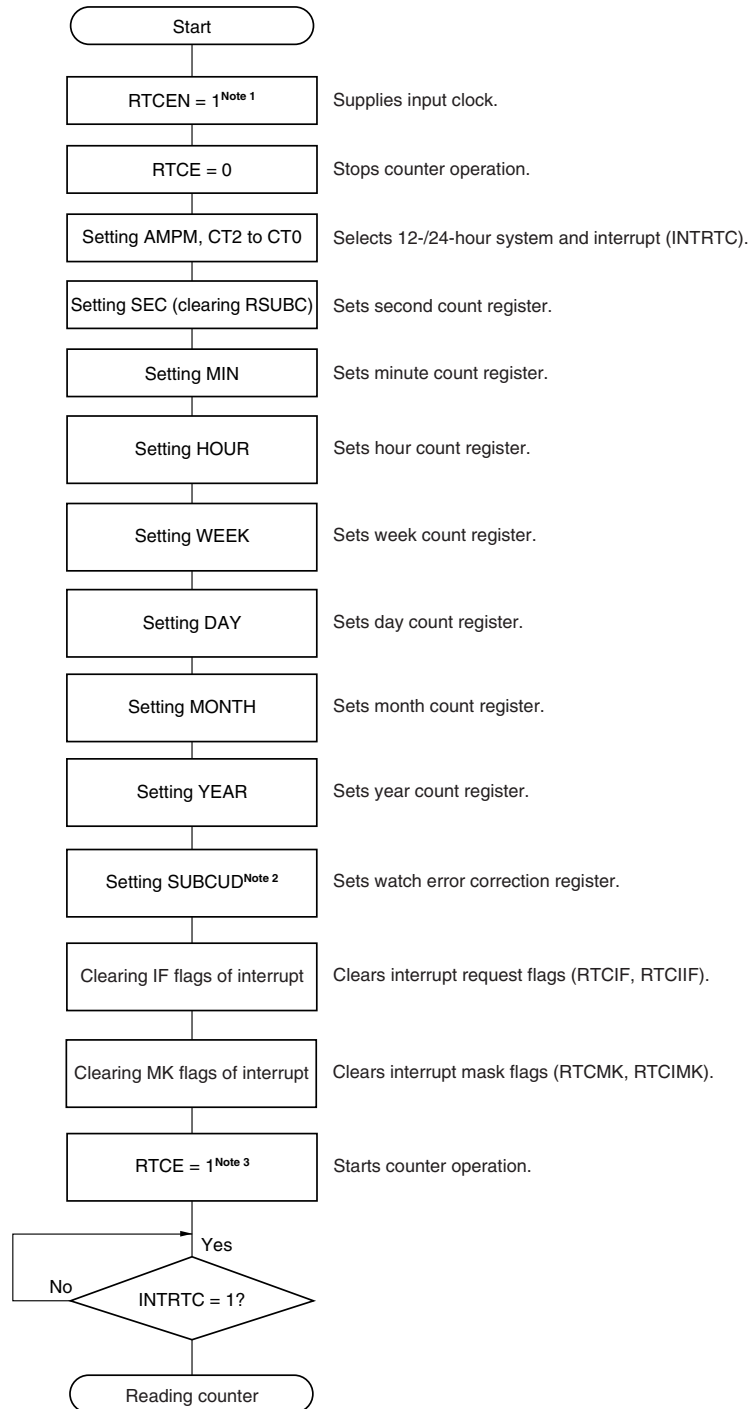 Start
RTCEN = 1Note 1
Supplies input clock.
RTCE = 0
Stops counter operation.
Setting AMPM, CT2 to CT0
Selects 12-/24-hour system and interrupt (INTRTC).
Setting SEC (clearing RSUBC)
Sets second count register.
Setting MIN
Sets minute count register.
Setting HOUR
Sets hour count register.
Setting WEEK
Sets week count register.
Setting DAY
Sets day count register.
Setting MONTH
Sets month count register.
Setting YEAR
Sets year count register.
Setting SUBCUDNote 2
Sets watch error correction register.
Clearing IF flags of interrupt
Clears interrupt request flags (RTCIF, RTCIIF).
Clearing MK flags of interrupt
Clears interrupt mask flags (RTCMK, RTCIMK).
RTCE = 1Note 3
Starts counter operation.
Yes
No
INTRTC = 1?
Reading counter